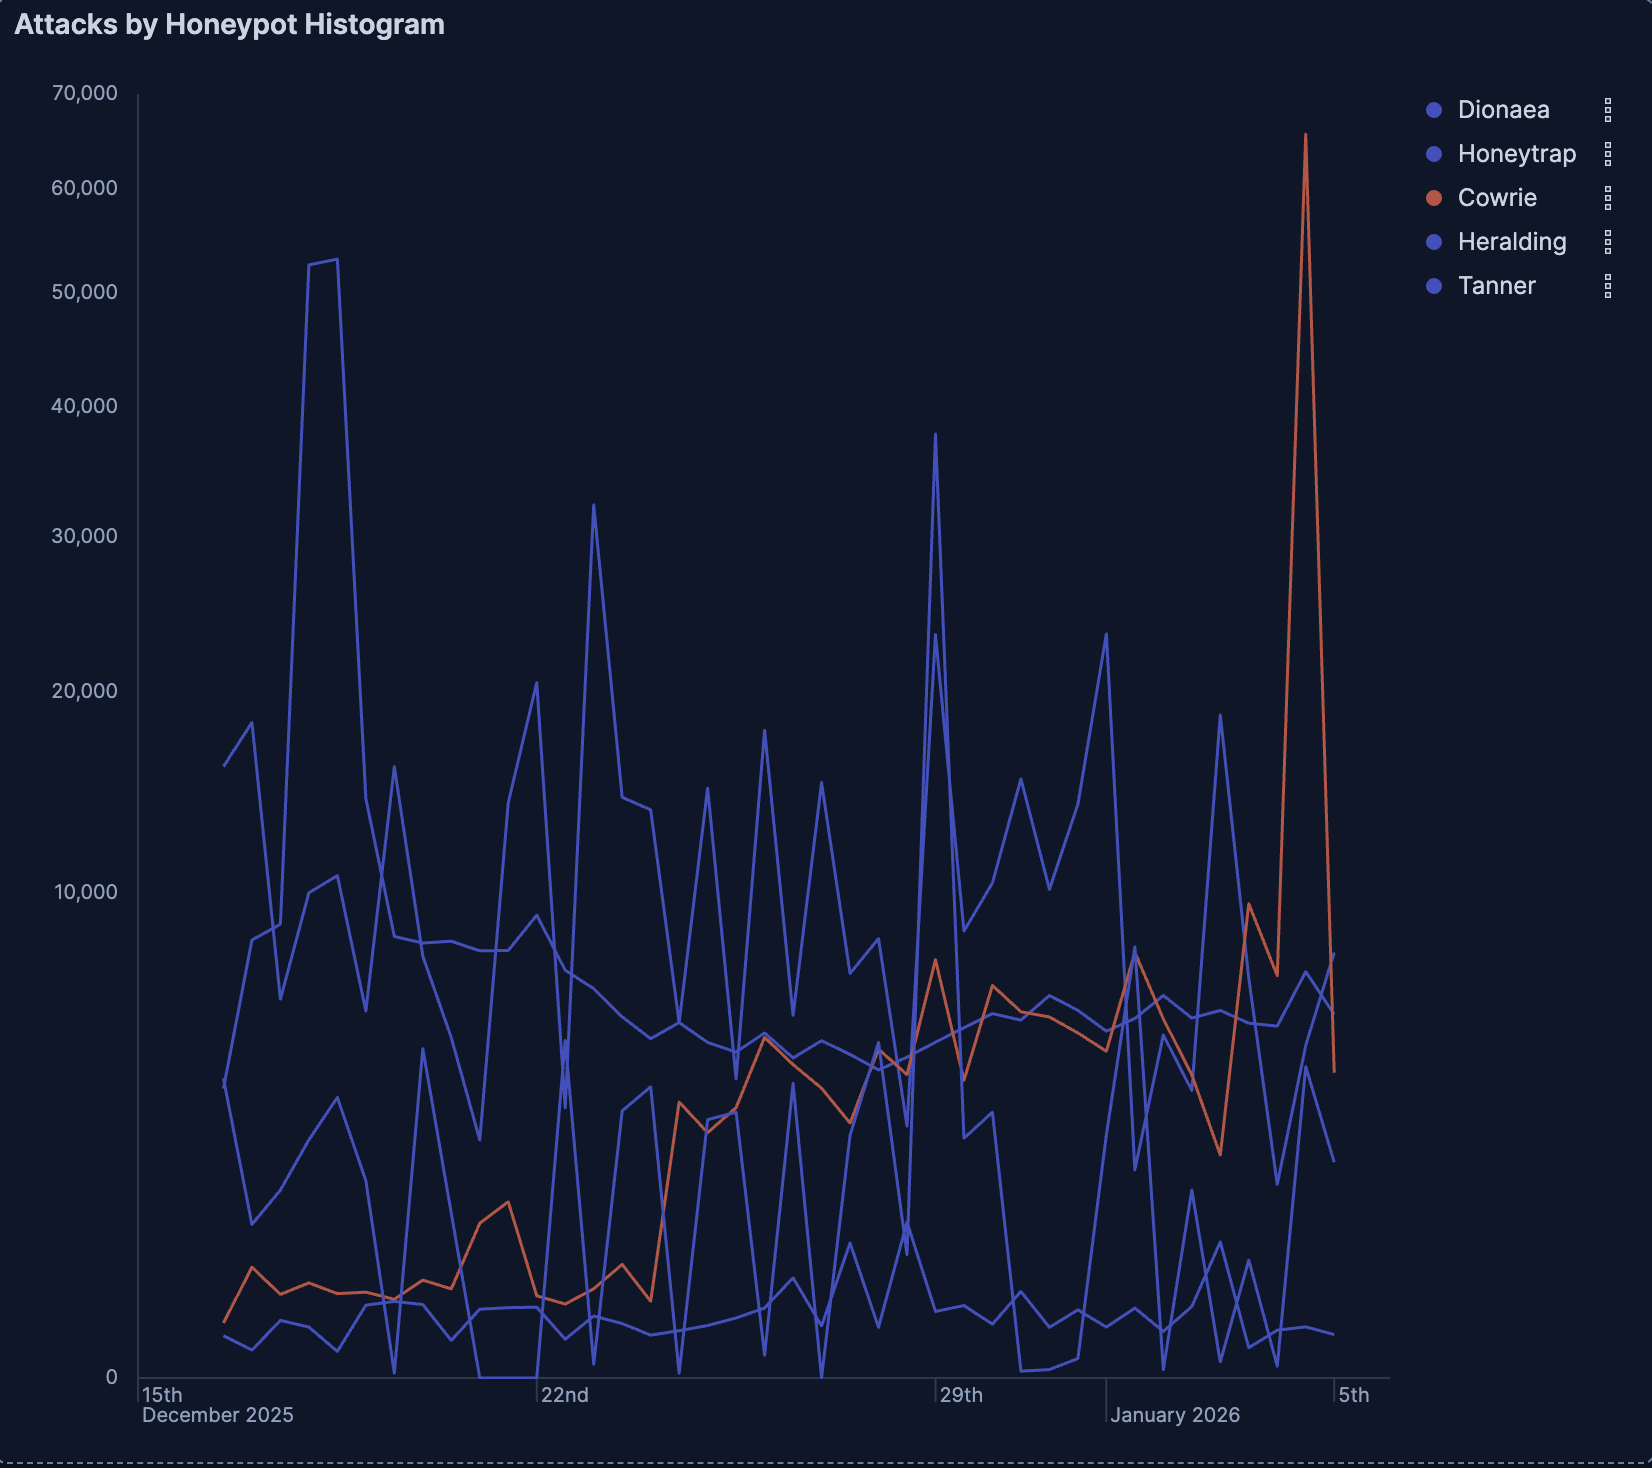 Attacks by Honeypot Histogram
70,000
60,000
50,000
40,000
30,000
20,000
10,000
0
15th
December 2025
22nd
29th
January 2026
5th
Dionaea
Honeytrap
Cowrie
Heralding
Tanner